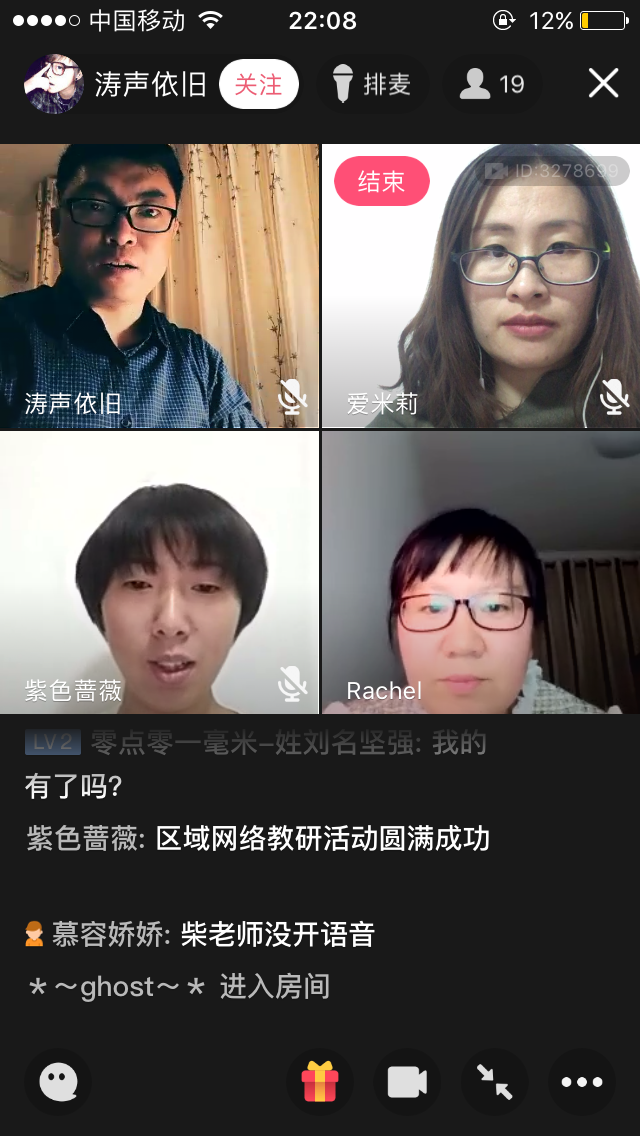 中国移动 22:08 12%
涛声依旧 关注 排麦 19
结束 ID:3278699
涛声依旧 爱米莉
紫色蔷薇 Rachel
LV2 零点零一毫米–姓刘名坚强: 我的
有了吗?
紫色蔷薇: 区域网络教研活动圆满成功
慕容娇娇: 柴老师没开语音
＊～ghost～＊ 进入房间